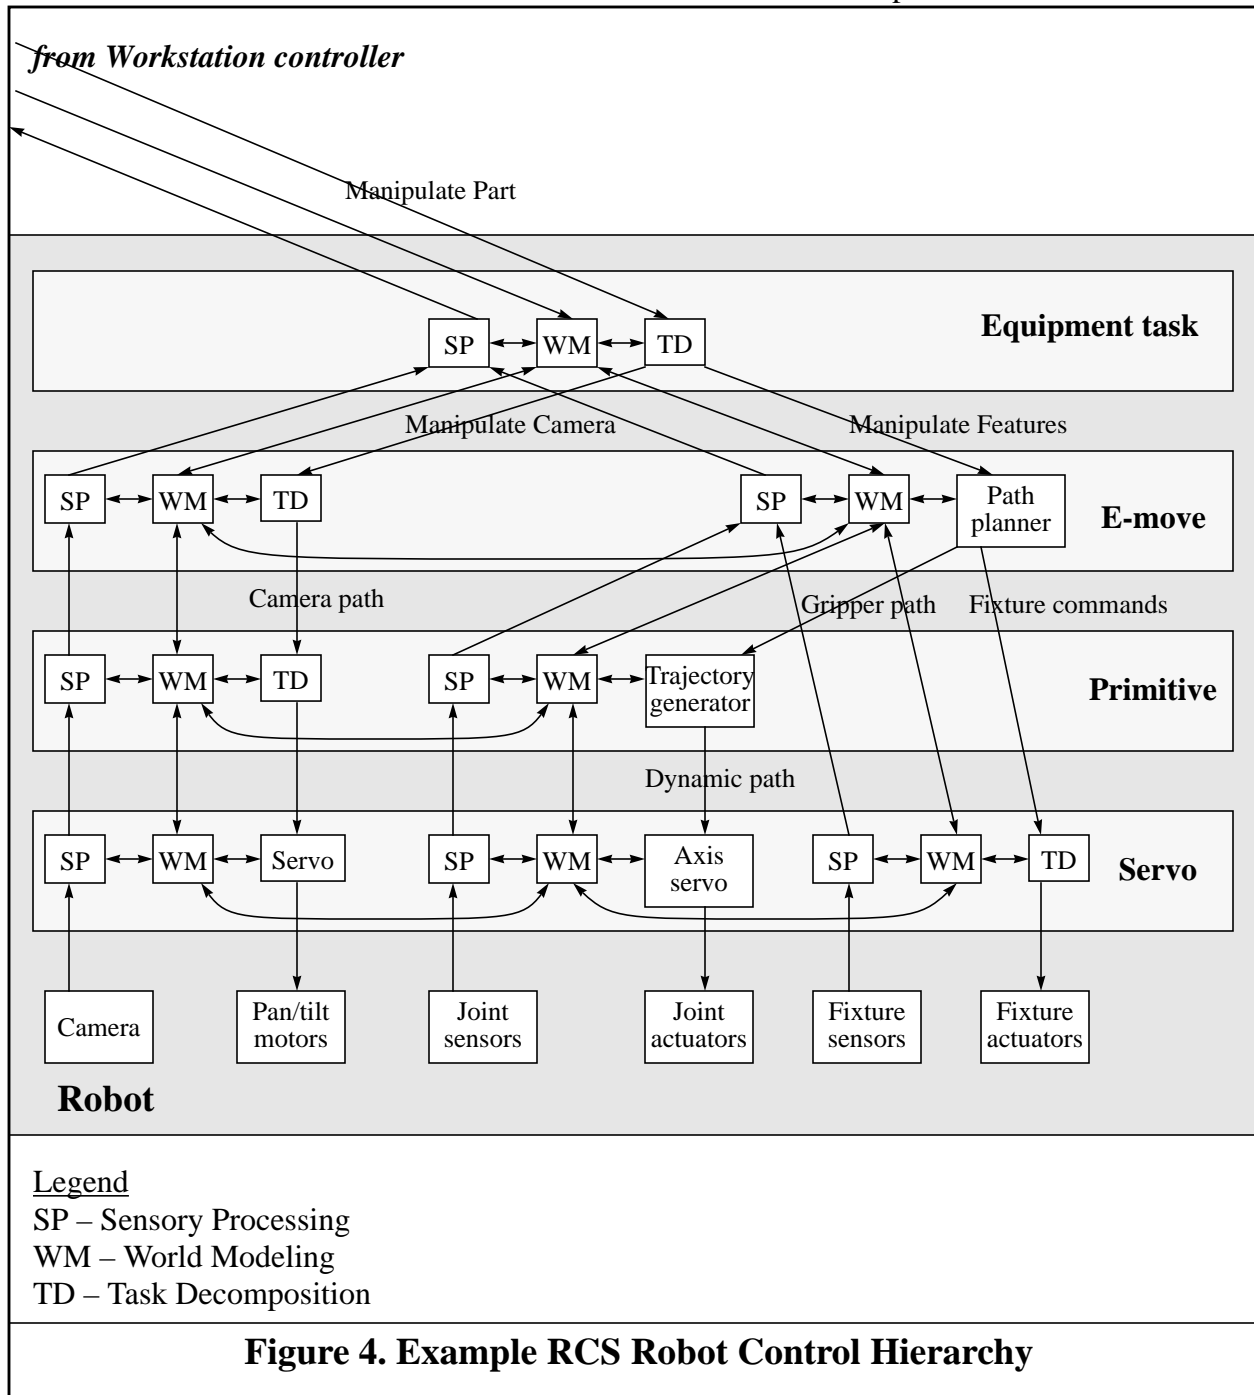 from Workstation controller
Manipulate Part
Equipment task
SP
WM
TD
Manipulate Camera
Manipulate Features
SP
WM
TD
SP
WM
Path
planner
E-move
Camera path
Gripper path
Fixture commands
SP
WM
TD
SP
WM
Trajectory
generator
Primitive
Dynamic path
SP
WM
Servo
SP
WM
Axis
servo
SP
WM
TD
Servo
Camera
Pan/tilt
motors
Joint
sensors
Joint
actuators
Fixture
sensors
Fixture
actuators
Robot
Legend
SP – Sensory Processing
WM – World Modeling
TD – Task Decomposition
Figure 4. Example RCS Robot Control Hierarchy